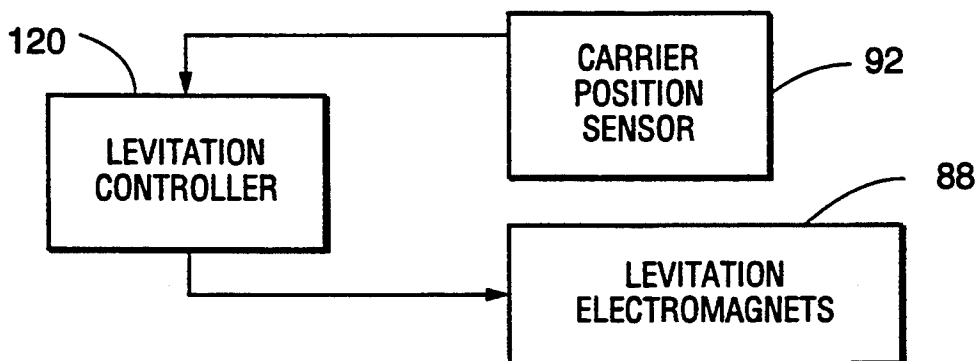 120
CARRIER
POSITION
SENSOR
92
LEVITATION
CONTROLLER
88
LEVITATION
ELECTROMAGNETS